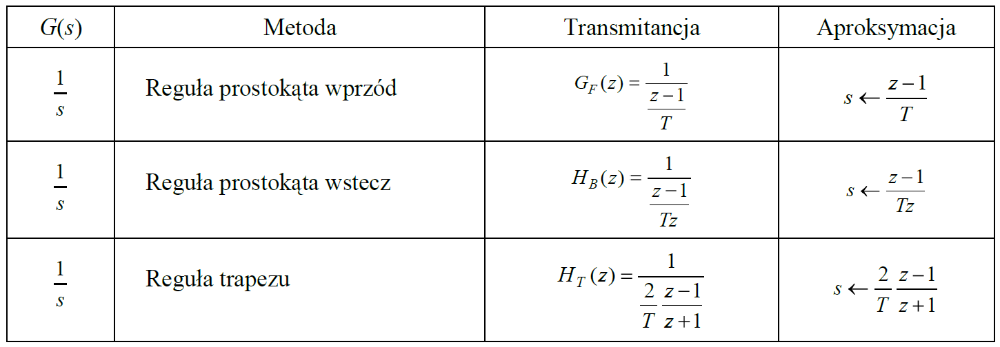 G(s) Metoda Transmitancja Aproksymacja
1/s Reguła prostokąta wprzód G_F(z) = 1/((z−1)/T) s ← (z−1)/T
1/s Reguła prostokąta wstecz H_B(z) = 1/((z−1)/(Tz)) s ← (z−1)/(Tz)
1/s Reguła trapezu H_T(z) = 1/((2/T)((z−1)/(z+1))) s ← (2/T)((z−1)/(z+1))